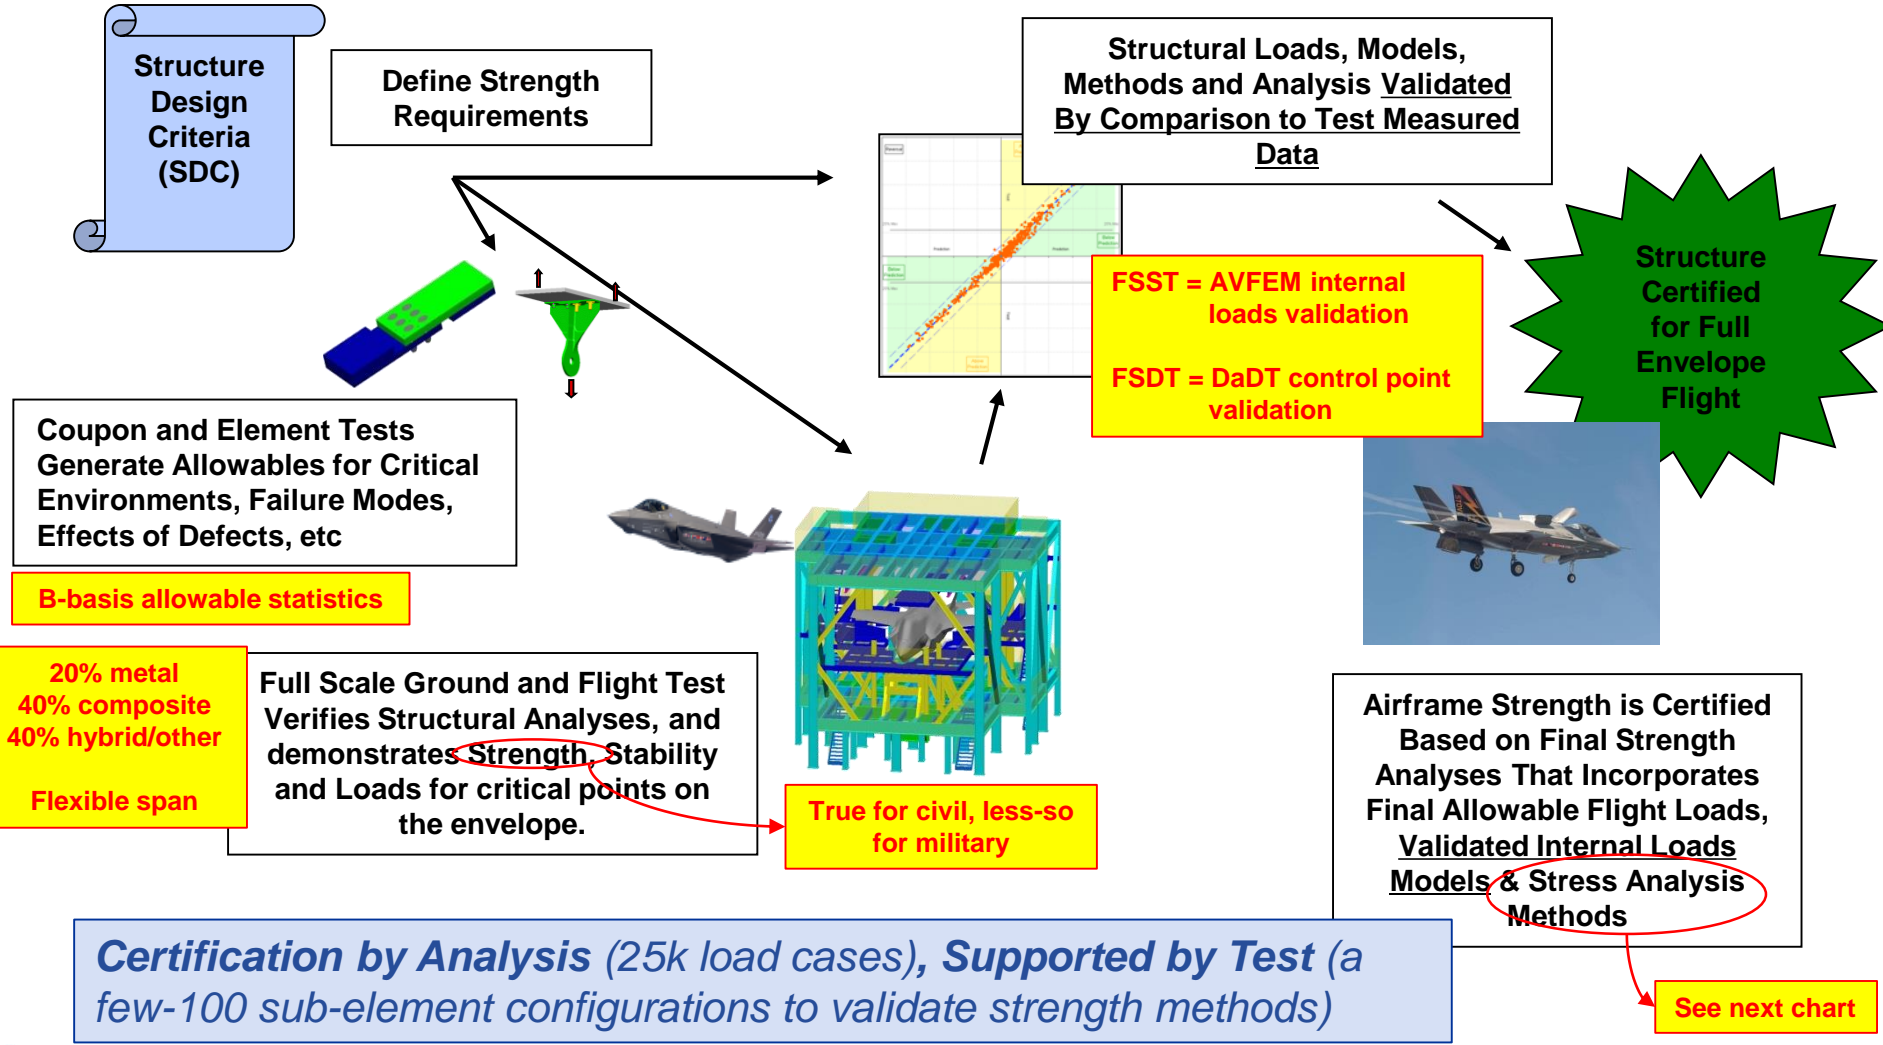 Structure
Design
Criteria
(SDC)
Define Strength
Requirements
Structural Loads, Models,
Methods and Analysis Validated
By Comparison to Test Measured
Data
Structure
Certified
for Full
Envelope
Flight
FSST = AVFEM internal
loads validation
FSDT = DaDT control point
validation
Coupon and Element Tests
Generate Allowables for Critical
Environments, Failure Modes,
Effects of Defects, etc
B-basis allowable statistics
20% metal
40% composite
40% hybrid/other
Flexible span
Full Scale Ground and Flight Test
Verifies Structural Analyses, and
demonstrates Strength, Stability
and Loads for critical points on
the envelope.
True for civil, less-so
for military
Airframe Strength is Certified
Based on Final Strength
Analyses That Incorporates
Final Allowable Flight Loads,
Validated Internal Loads
Models & Stress Analysis
Methods
Certification by Analysis (25k load cases), Supported by Test (a
few-100 sub-element configurations to validate strength methods)
See next chart